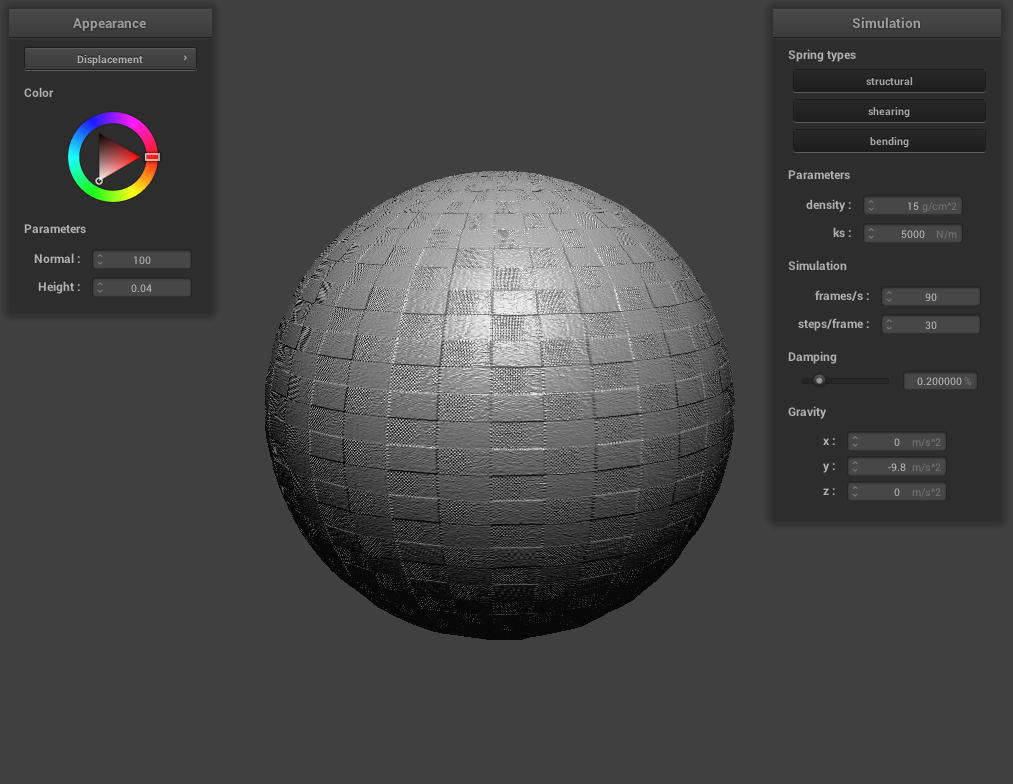 Appearance
Displacement
Color
Parameters
Normal : 100
Height : 0.04
Simulation
Spring types
structural
shearing
bending
Parameters
density : 15 g/cm^2
ks : 5000 N/m
Simulation
frames/s : 90
steps/frame : 30
Damping
0.200000 %
Gravity
x : 0 m/s^2
y : -9.8 m/s^2
z : 0 m/s^2